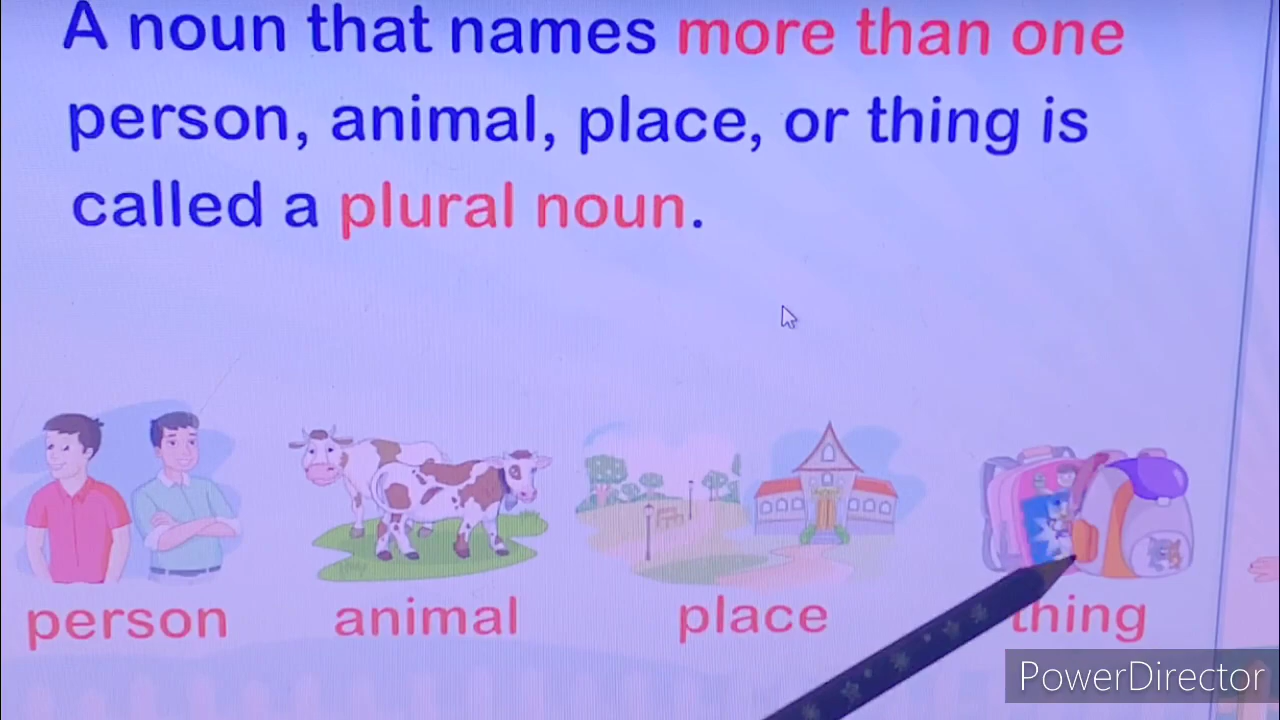 A noun that names more than one
person, animal, place, or thing is
called a plural noun.
person animal place thing
PowerDirector